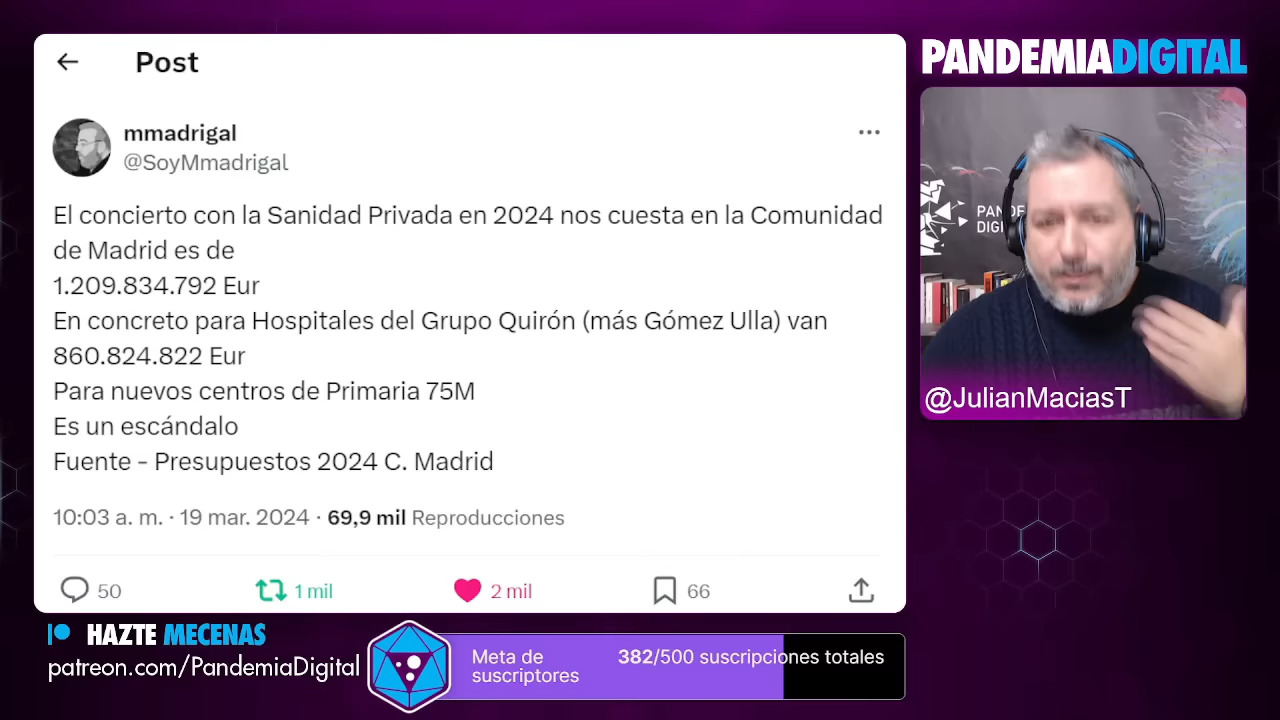 Post
mmadrigal
@SoyMmadrigal
El concierto con la Sanidad Privada en 2024 nos cuesta en la Comunidad
de Madrid es de
1.209.834.792 Eur
En concreto para Hospitales del Grupo Quirón (más Gómez Ulla) van
860.824.822 Eur
Para nuevos centros de Primaria 75M
Es un escándalo
Fuente - Presupuestos 2024 C. Madrid
10:03 a. m. · 19 mar. 2024 · 69,9 mil Reproducciones
50 1 mil 2 mil 66
PANDEMIADIGITAL
@JulianMaciasT
HAZTE MECENAS
patreon.com/PandemiaDigital
Meta de
suscriptores
382/500 suscripciones totales